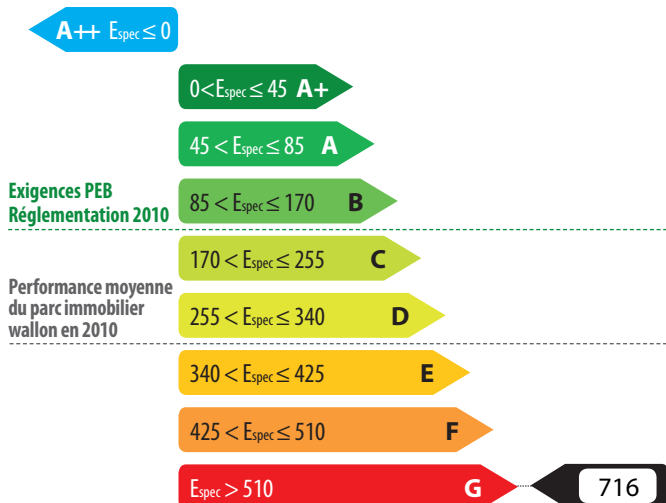 A++ Espec ≤ 0
0 < Espec ≤ 45 A+
45 < Espec ≤ 85 A
Exigences PEB
Réglementation 2010
85 < Espec ≤ 170 B
170 < Espec ≤ 255 C
Performance moyenne
du parc immobilier
wallon en 2010
255 < Espec ≤ 340 D
340 < Espec ≤ 425 E
425 < Espec ≤ 510 F
Espec > 510 G
716